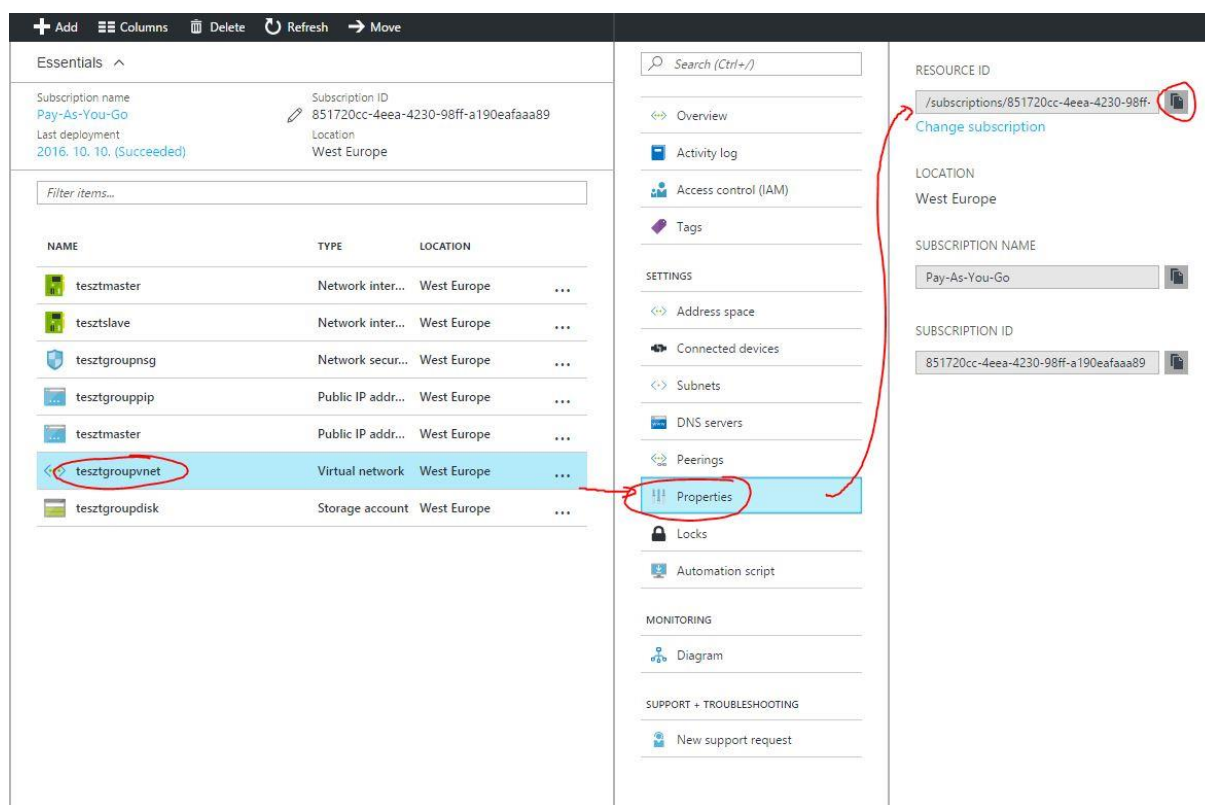 Add Columns Delete Refresh Move
Essentials
Subscription name Subscription ID
Pay-As-You-Go 851720cc-4eea-4230-98ff-a190eafaaa89
Last deployment Location
2016. 10. 10. (Succeeded) West Europe
Filter items...
NAME TYPE LOCATION
tesztmaster Network inter... West Europe ...
tesztslave Network inter... West Europe ...
tesztgroupnsg Network secur... West Europe ...
tesztgrouppip Public IP addr... West Europe ...
tesztmaster Public IP addr... West Europe ...
tesztgroupvnet Virtual network West Europe ...
tesztgroupdisk Storage account West Europe ...
Search (Ctrl+/)
Overview
Activity log
Access control (IAM)
Tags
SETTINGS
Address space
Connected devices
Subnets
DNS servers
Peerings
Properties
Locks
Automation script
MONITORING
Diagram
SUPPORT + TROUBLESHOOTING
New support request
RESOURCE ID
/subscriptions/851720cc-4eea-4230-98ff-
Change subscription
LOCATION
West Europe
SUBSCRIPTION NAME
Pay-As-You-Go
SUBSCRIPTION ID
851720cc-4eea-4230-98ff-a190eafaaa89